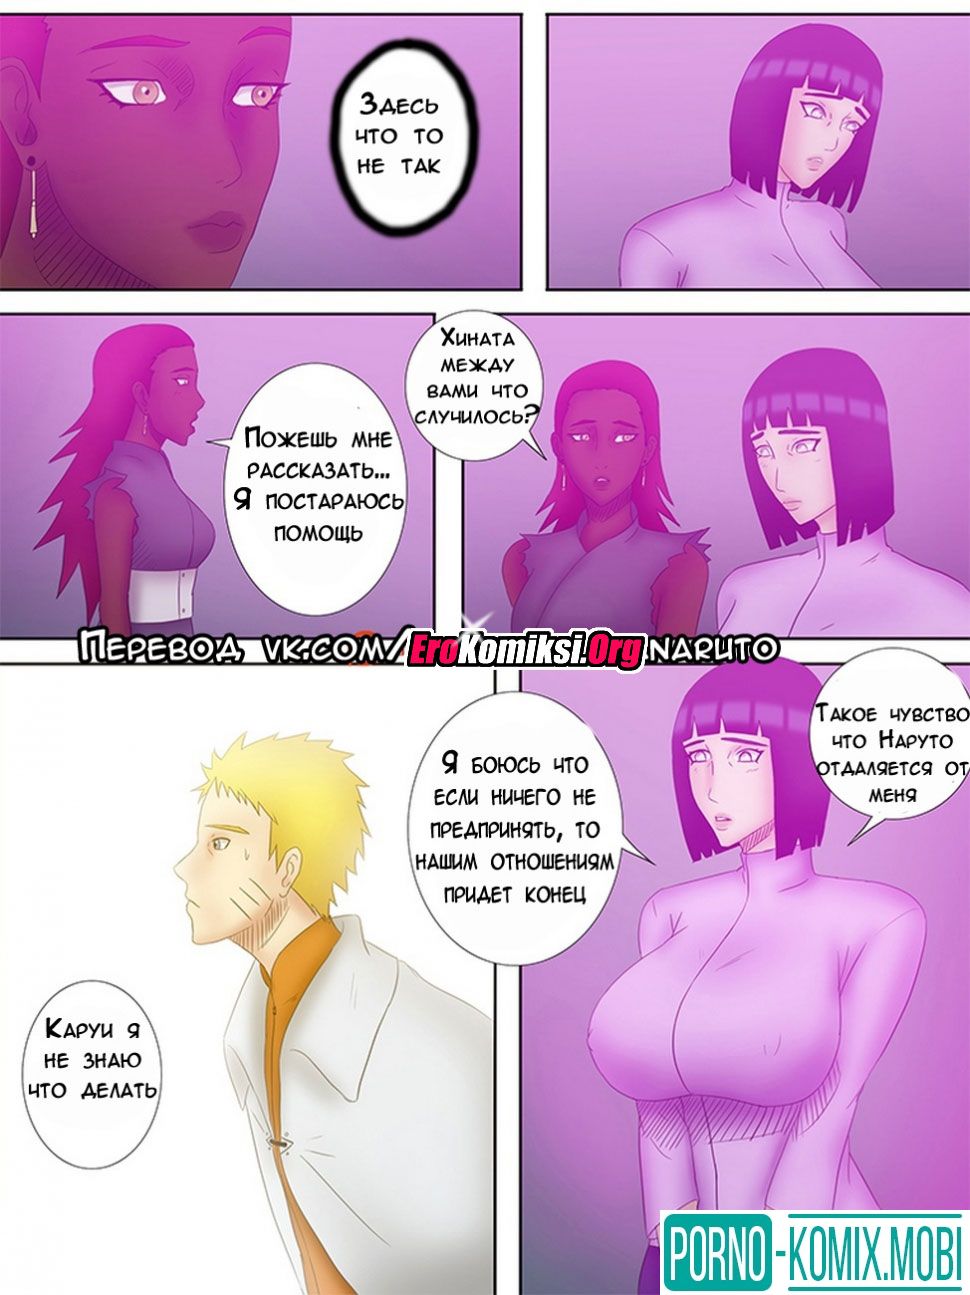 Здесь
что то
не так
Хината
между
вами что
случилось?
Пожешь мне
рассказать...
Я постараюсь
помощь
Перевод vk.com/
EroKomiksi.Org
naruto
Такое чувство
что Наруто
отдаляется от
меня
Я боюсь что
если ничего не
предпринять, то
нашим отношениям
придет конец
Каруи я
не знаю
что делать
PORNO-KOMIX.MOBI